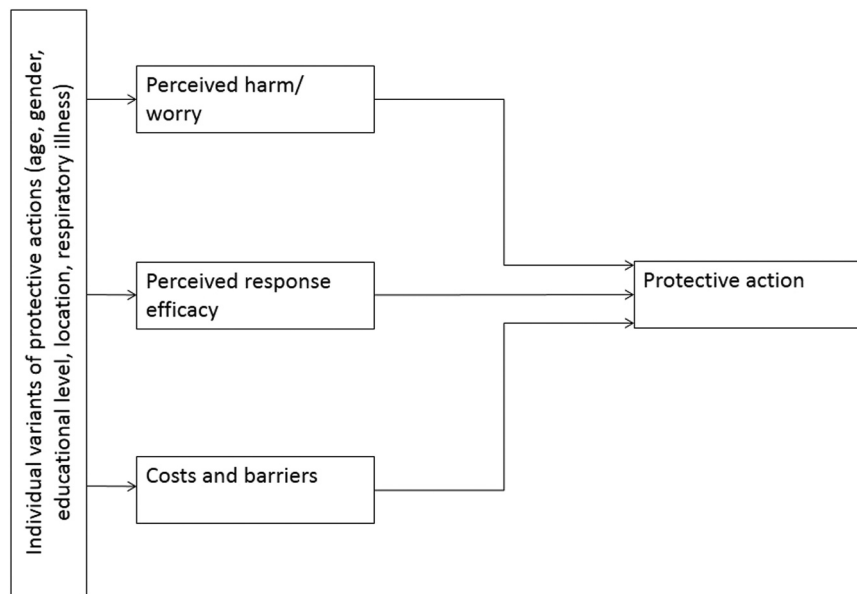 Individual variants of protective actions (age, gender,
educational level, location, respiratory illness)
Perceived harm/
worry
Perceived response
efficacy
Costs and barriers
Protective action